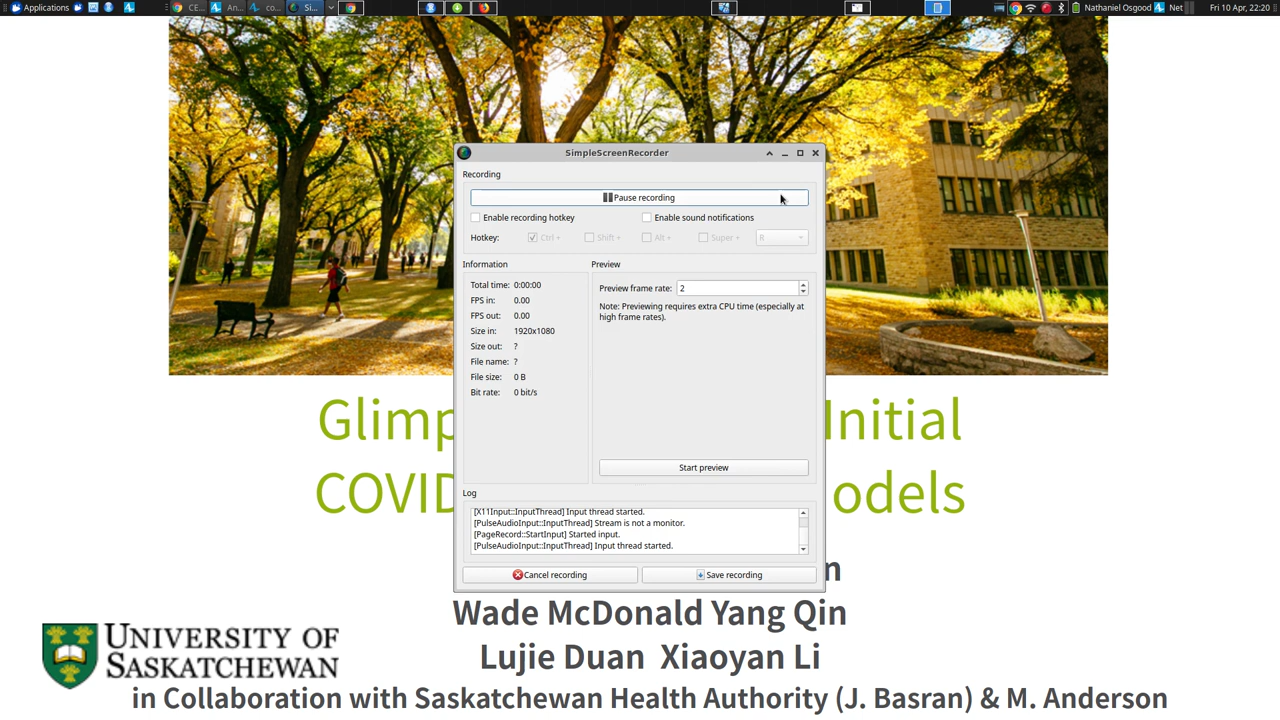 Applications
CE...
An...
co...
Si...
Nathaniel Osgood
Net
Fri 10 Apr, 22:20
SimpleScreenRecorder
Recording
Pause recording
Enable recording hotkey
Enable sound notifications
Hotkey:
Ctrl +
Shift +
Alt +
Super +
R
Information
Total time: 0:00:00
FPS in: 0.00
FPS out: 0.00
Size in: 1920x1080
Size out: ?
File name: ?
File size: 0 B
Bit rate: 0 bit/s
Preview
Preview frame rate: 2
Note: Previewing requires extra CPU time (especially at
high frame rates).
Start preview
Log
[X11Input::InputThread] Input thread started.
[PulseAudioInput::InputThread] Stream is not a monitor.
[PageRecord::StartInput] Started input.
[PulseAudioInput::InputThread] Input thread started.
Cancel recording
Save recording
Glimp Initial
COVID odels
n
Wade McDonald Yang Qin
Lujie Duan Xiaoyan Li
in Collaboration with Saskatchewan Health Authority (J. Basran) & M. Anderson
UNIVERSITY OF
SASKATCHEWAN